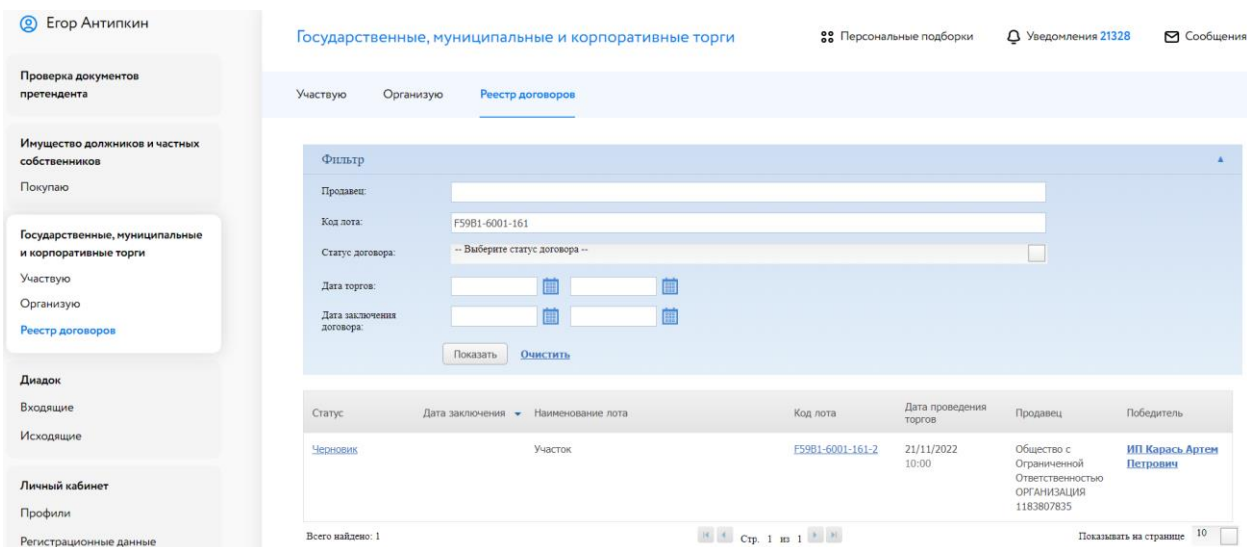 Егор Антипкин
Проверка документов
претендента
Имущество должников и частных
собственников
Покупаю
Государственные, муниципальные
и корпоративные торги
Участвую
Организую
Реестр договоров
Диадок
Входящие
Исходящие
Личный кабинет
Профили
Регистрационные данные
Государственные, муниципальные и корпоративные торги
Персональные подборки
Уведомления 21328
Сообщения
Участвую Организую Реестр договоров
Фильтр
Продавец:
Код лота: F59B1-6001-161
Статус договора: -- Выберите статус договора --
Дата торгов:
Дата заключения
договора:
Показать Очистить
Статус Дата заключения Наименование лота Код лота Дата проведения
торгов Продавец Победитель
Черновик Участок F59B1-6001-161-2 21/11/2022
10:00
Общество с
Ограниченной
Ответственностью
ОРГАНИЗАЦИЯ
1183807835
ИП Карась Артем
Петрович
Всего найдено: 1 Стр. 1 из 1 Показывать на странице 10